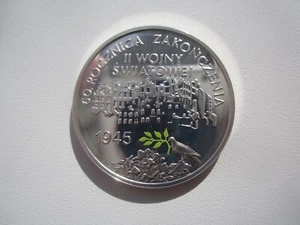 60. ROCZNICA ZAKOŃCZENIA
II WOJNY
ŚWIATOWEJ
1945